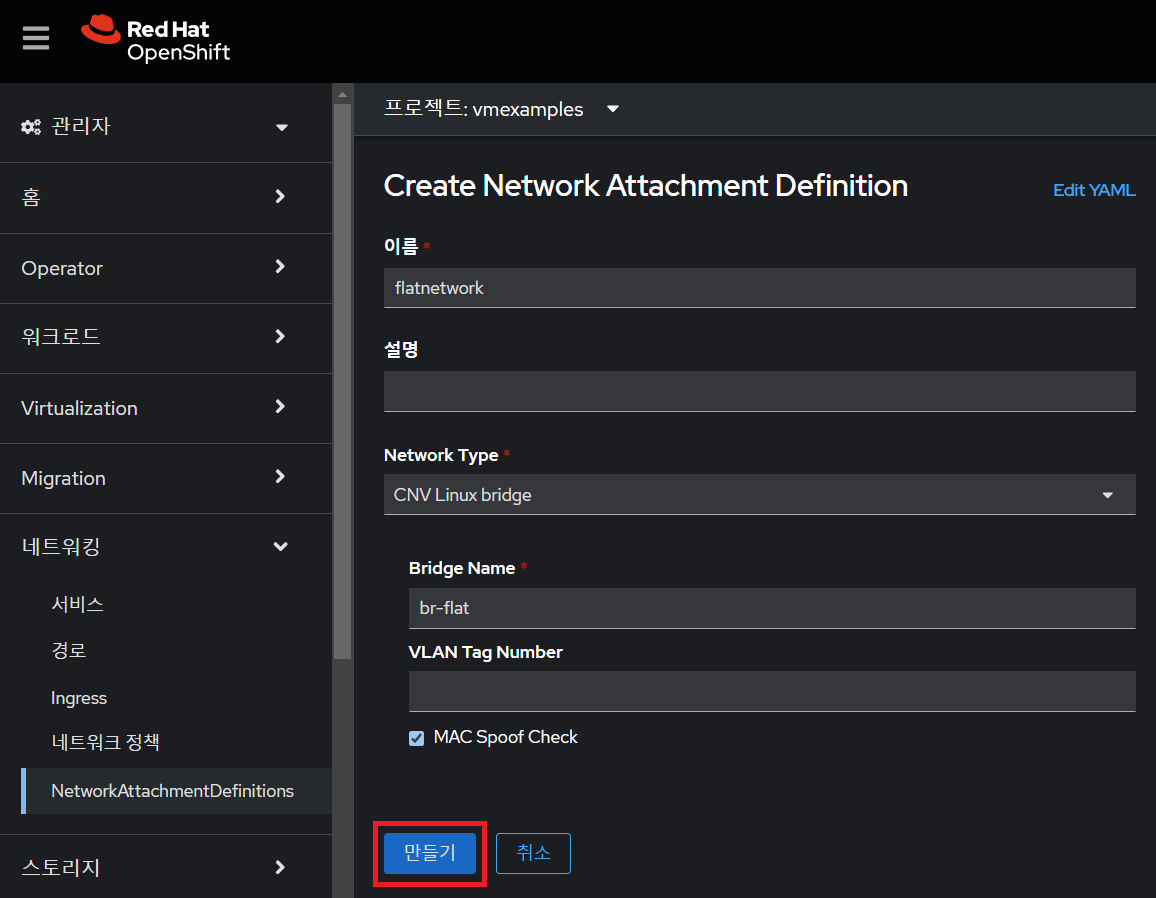 Red Hat
OpenShift
관리자
홈
Operator
워크로드
Virtualization
Migration
네트워킹
서비스
경로
Ingress
네트워크 정책
NetworkAttachmentDefinitions
스토리지
프로젝트: vmexamples
Create Network Attachment Definition
Edit YAML
이름 *
flatnetwork
설명
Network Type *
CNV Linux bridge
Bridge Name *
br-flat
VLAN Tag Number
MAC Spoof Check
만들기
취소